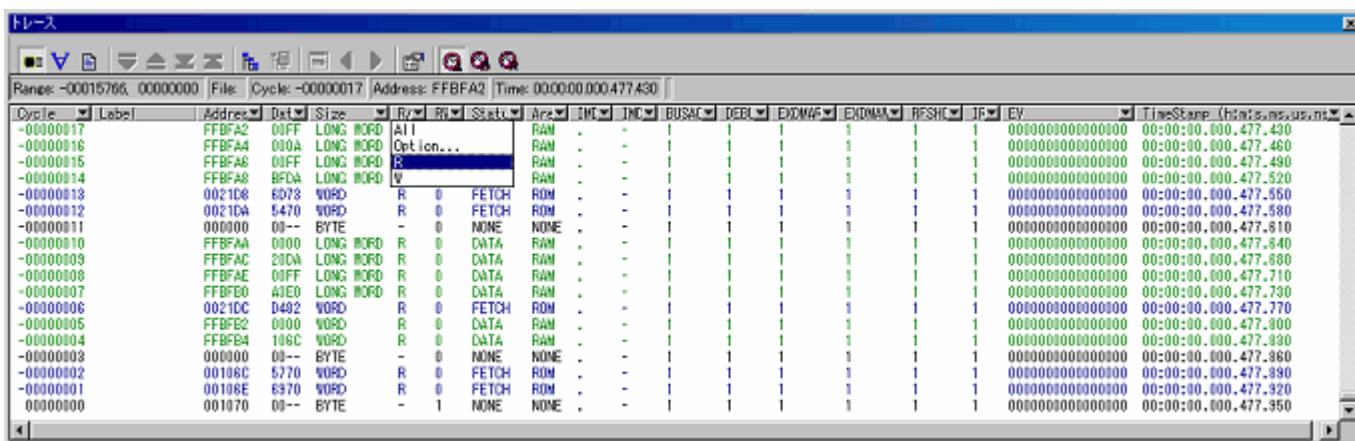 トレース
Range: -00015766, 00000000 File: Cycle: -00000017 Address: FFBFA2 Time: 00:00:00.000.477.430
Cycle Label Addres Dat Size R/ RW Statu Are BUSAC DEBL RFSHC IF EV TimeStamp (h:m:s.ms.us.ns
-00000017 FFBFA2 00FF LONG WORD All RAM 1 1 1 1 1 1 0000000000000000 00:00:00.000.477.430
-00000016 FFBFA4 000A LONG WORD Option... RAM 1 1 1 1 1 1 0000000000000000 00:00:00.000.477.460
-00000015 FFBFA6 00FF LONG WORD R RAM . - 1 1 1 1 1 1 0000000000000000 00:00:00.000.477.490
-00000014 FFBFA8 BFDA LONG WORD W RAM . - 1 1 1 1 1 1 0000000000000000 00:00:00.000.477.520
-00000013 0021D8 6D73 WORD R 0 FETCH ROM . - 1 1 1 1 1 1 0000000000000000 00:00:00.000.477.550
-00000012 0021DA 5470 WORD R 0 FETCH ROM . - 1 1 1 1 1 1 0000000000000000 00:00:00.000.477.580
-00000011 000000 00-- BYTE - 0 NONE NONE . - 1 1 1 1 1 1 0000000000000000 00:00:00.000.477.610
-00000010 FFBFAA 0000 LONG WORD R 0 DATA RAM . - 1 1 1 1 1 1 0000000000000000 00:00:00.000.477.640
-00000009 FFBFAC 20DA LONG WORD R 0 DATA RAM . - 1 1 1 1 1 1 0000000000000000 00:00:00.000.477.680
-00000008 FFBFAE 00FF LONG WORD R 0 DATA RAM . - 1 1 1 1 1 1 0000000000000000 00:00:00.000.477.710
-00000007 FFBFB0 A3E0 LONG WORD R 0 DATA RAM . - 1 1 1 1 1 1 0000000000000000 00:00:00.000.477.730
-00000006 0021DC D482 WORD R 0 FETCH ROM . - 1 1 1 1 1 1 0000000000000000 00:00:00.000.477.770
-00000005 FFBFB2 0000 WORD R 0 DATA RAM . - 1 1 1 1 1 1 0000000000000000 00:00:00.000.477.800
-00000004 FFBFB4 106C WORD R 0 DATA RAM . - 1 1 1 1 1 1 0000000000000000 00:00:00.000.477.830
-00000003 000000 00-- BYTE - 0 NONE NONE . - 1 1 1 1 1 1 0000000000000000 00:00:00.000.477.860
-00000002 00106C 5770 WORD R 0 FETCH ROM . - 1 1 1 1 1 1 0000000000000000 00:00:00.000.477.890
-00000001 00106E 6970 WORD R 0 FETCH ROM . - 1 1 1 1 1 1 0000000000000000 00:00:00.000.477.920
00000000 001070 00-- BYTE - 1 NONE NONE . - 1 1 1 1 1 1 0000000000000000 00:00:00.000.477.950